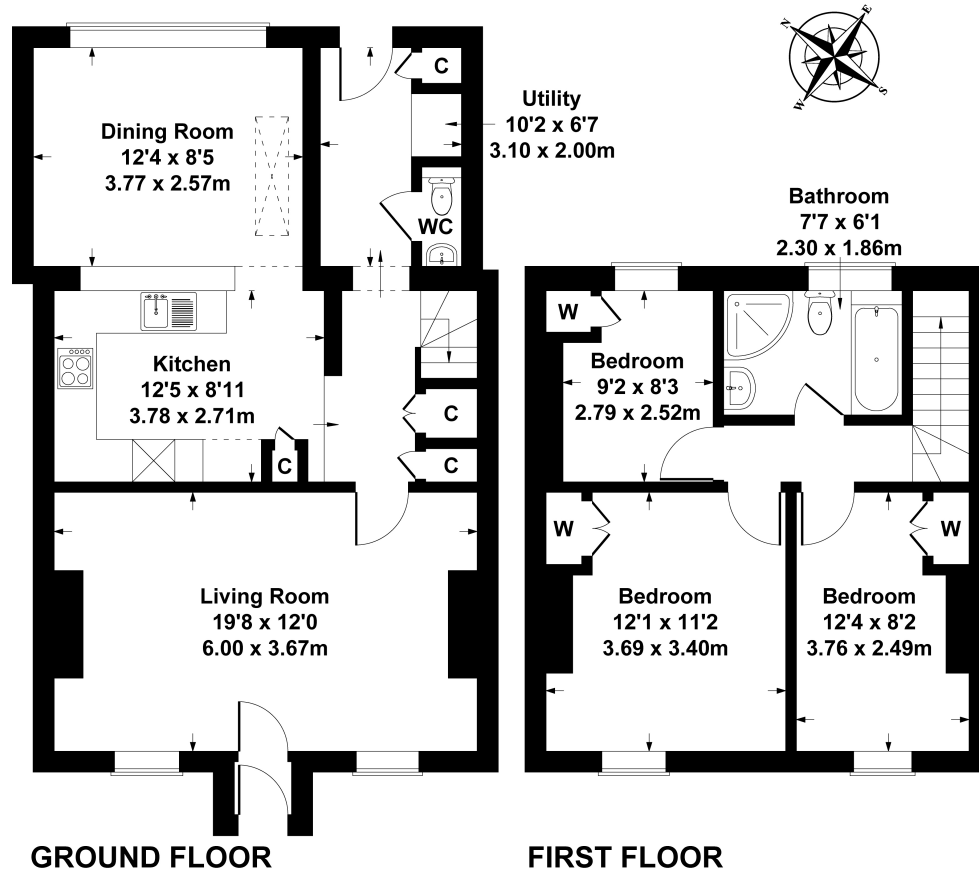 N
E
W
S
C
Utility
10'2 x 6'7
3.10 x 2.00m
Dining Room
12'4 x 8'5
3.77 x 2.57m
WC
Kitchen
12'5 x 8'11
3.78 x 2.71m
C
C
C
Living Room
19'8 x 12'0
6.00 x 3.67m
GROUND FLOOR
Bathroom
7'7 x 6'1
2.30 x 1.86m
W
Bedroom
9'2 x 8'3
2.79 x 2.52m
W
Bedroom
12'1 x 11'2
3.69 x 3.40m
W
Bedroom
12'4 x 8'2
3.76 x 2.49m
FIRST FLOOR